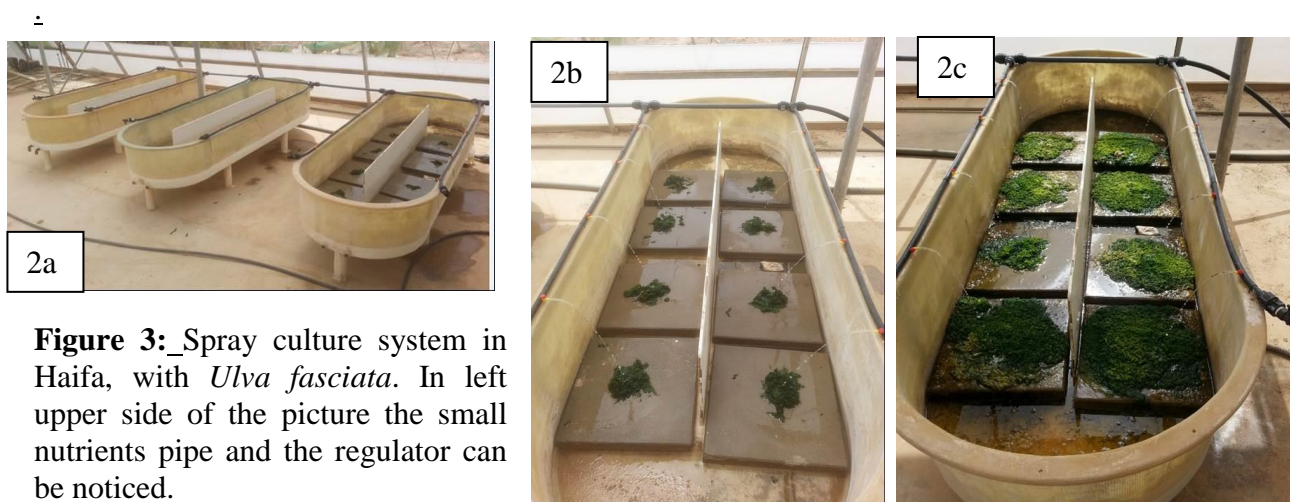 .
2a
2b
2c
Figure 3: Spray culture system in
Haifa, with Ulva fasciata. In left
upper side of the picture the small
nutrients pipe and the regulator can
be noticed.